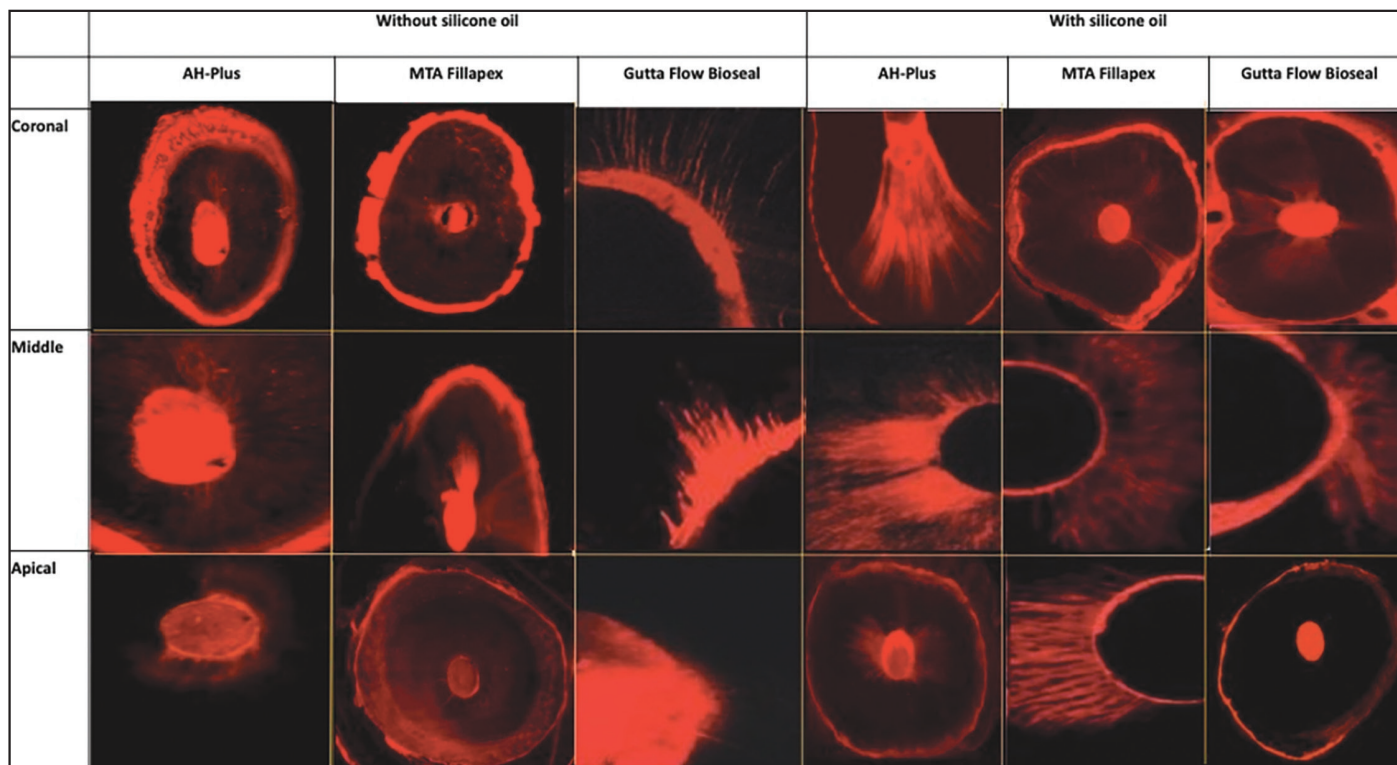 Without silicone oil With silicone oil
AH-Plus MTA Fillapex Gutta Flow Bioseal AH-Plus MTA Fillapex Gutta Flow Bioseal
Coronal
Middle
Apical